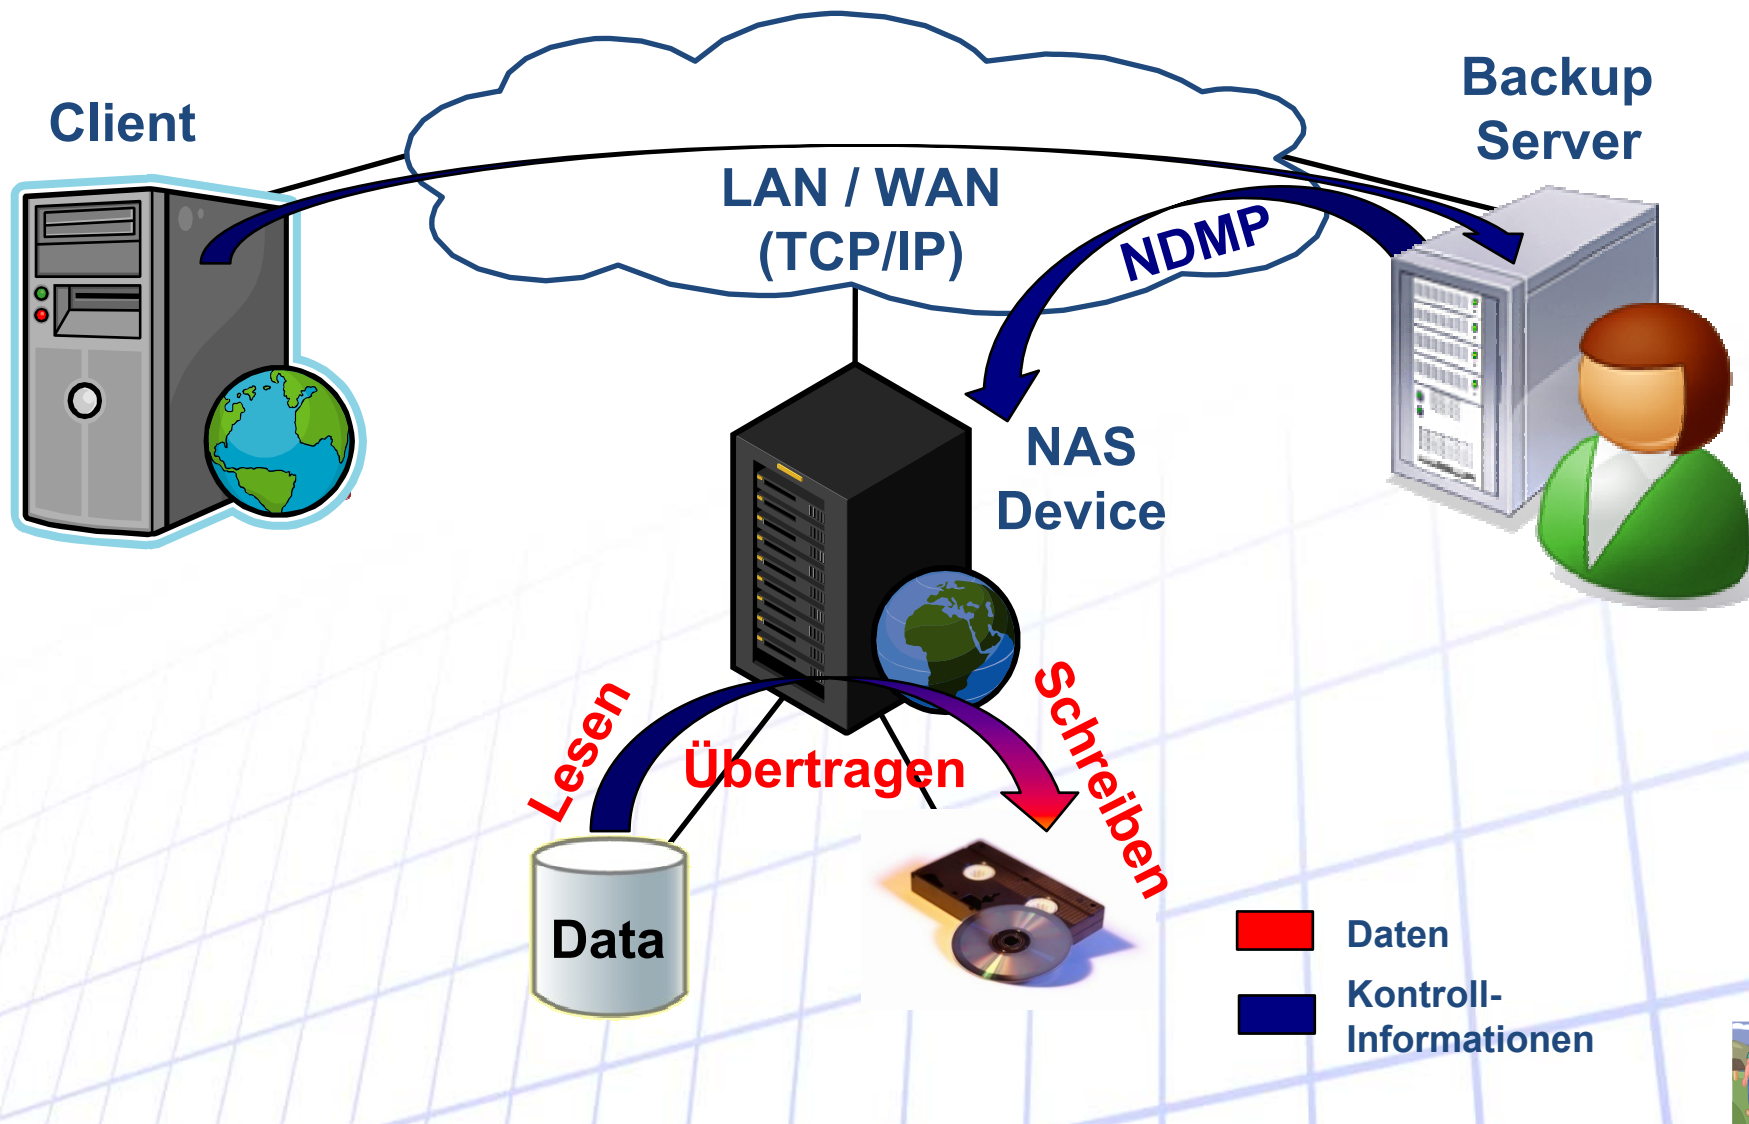 Client
Backup
Server
LAN / WAN
(TCP/IP)
NDMP
NAS
Device
Lesen
Übertragen
Schreiben
Data
Daten
Kontroll-
Informationen